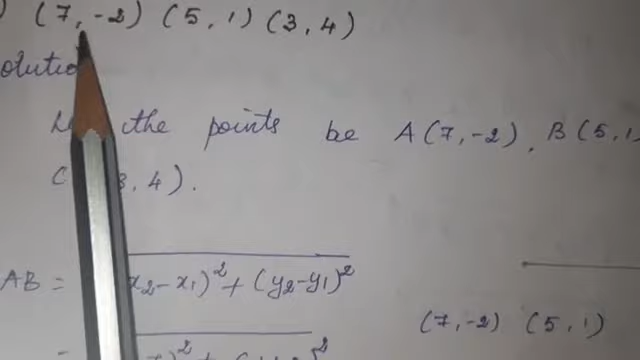 ) (7,-2) (5,1) (3,4)
olution
the points be A(7,-2), B(5,1
C 3,4).
AB = x₂-x₁)² + (y₂-y₁)²
(7,-2) (5,1)
=